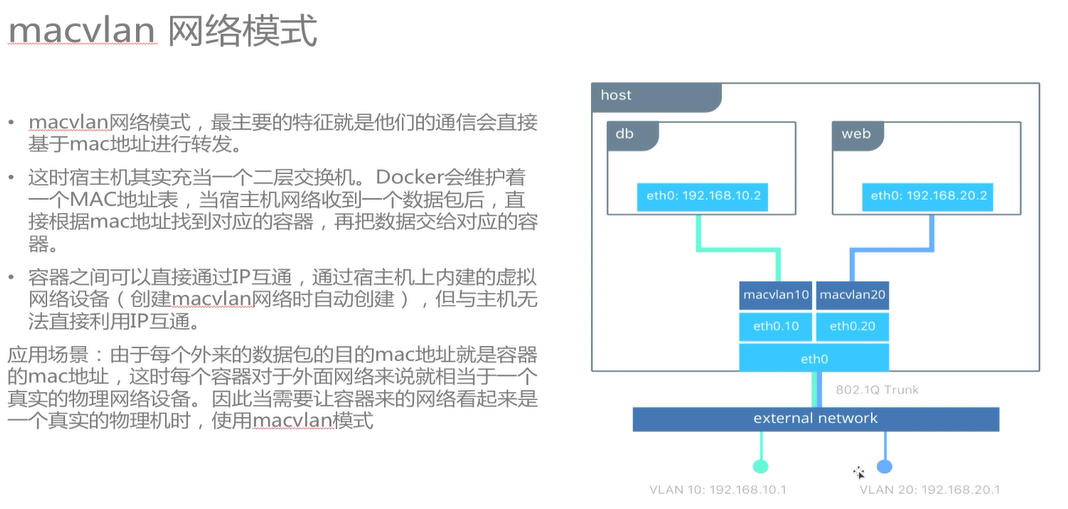 macvlan 网络模式
• macvlan网络模式，最主要的特征就是他们的通信会直接
基于mac地址进行转发。
• 这时宿主机其实充当一个二层交换机。Docker会维护着
一个MAC地址表，当宿主机网络收到一个数据包后，直
接根据mac地址找到对应的容器，再把数据交给对应的容
器。
• 容器之间可以直接通过IP互通，通过宿主机上内建的虚拟
网络设备（创建macvlan网络时自动创建），但与主机无
法直接利用IP互通。
应用场景：由于每个外来的数据包的目的mac地址就是容器
的mac地址，这时每个容器对于外面网络来说就相当于一个
真实的物理网络设备。因此当需要让容器来的网络看起来是
一个真实的物理机时，使用macvlan模式
host
db
web
eth0: 192.168.10.2
eth0: 192.168.20.2
macvlan10
macvlan20
eth0.10
eth0.20
eth0
802.1Q Trunk
external network
VLAN 10: 192.168.10.1
VLAN 20: 192.168.20.1